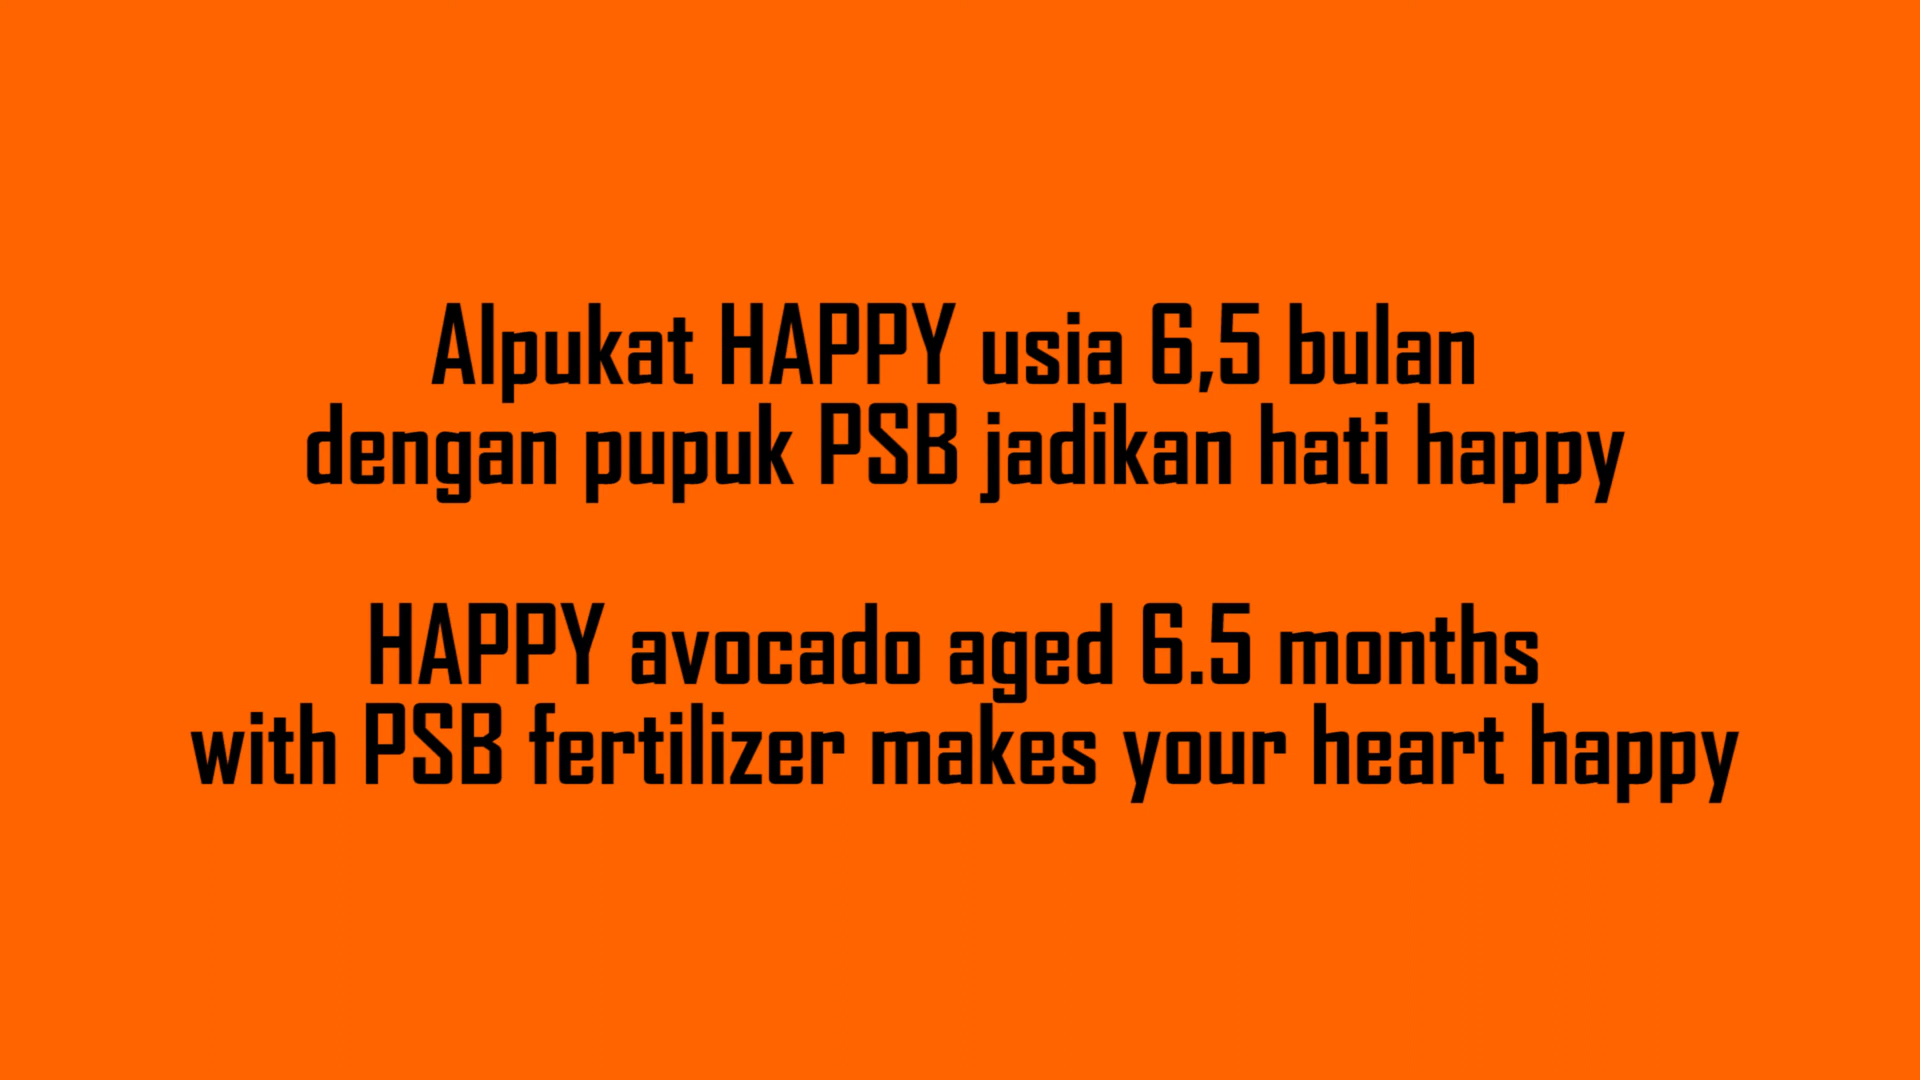 Alpukat HAPPY usia 6,5 bulan
dengan pupuk PSB jadikan hati happy
HAPPY avocado aged 6.5 months
with PSB fertilizer makes your heart happy